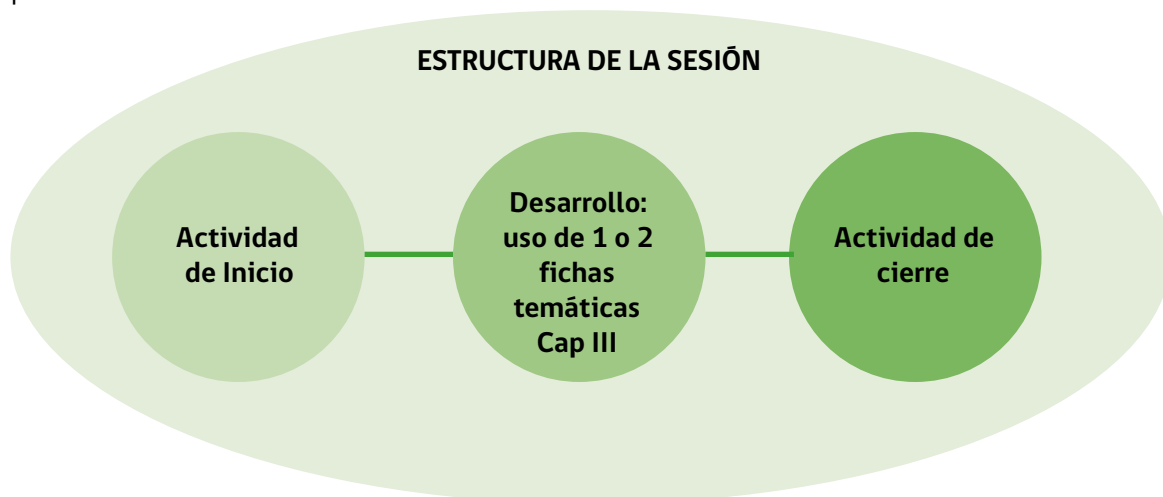 ESTRUCTURA DE LA SESIÓN
Actividad
de Inicio
Desarrollo:
uso de 1 o 2
fichas
temáticas
Cap III
Actividad de
cierre